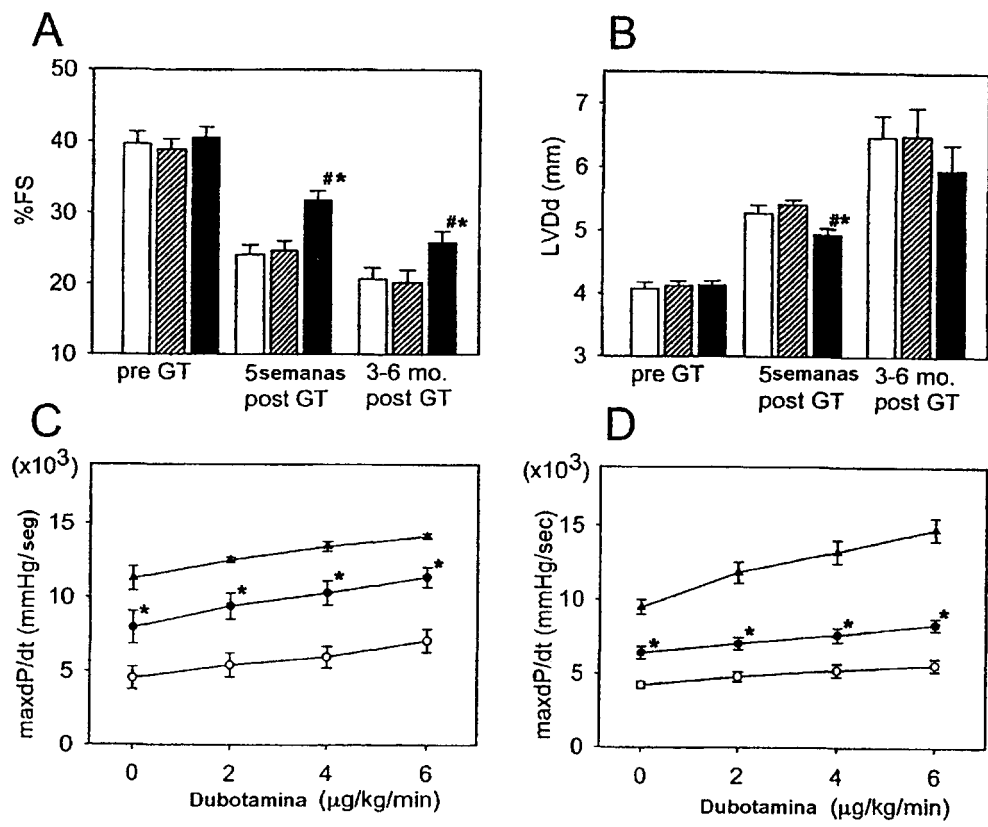 A
%FS
50
40
30
20
10
#*
#*
pre GT
5semanas
post GT
3-6 mo.
post GT
B
LVDd (mm)
7
6
5
4
3
#*
pre GT
5semanas
post GT
3-6 mo.
post GT
C
(x10³)
maxdP/dt (mmHg/seg)
15
10
5
0
*
*
*
*
0 2 4 6
Dubotamina (μg/kg/min)
D
(x10³)
maxdP/dt (mmHg/sec)
15
10
5
0
*
*
*
*
0 2 4 6
Dubotamina (μg/kg/min)